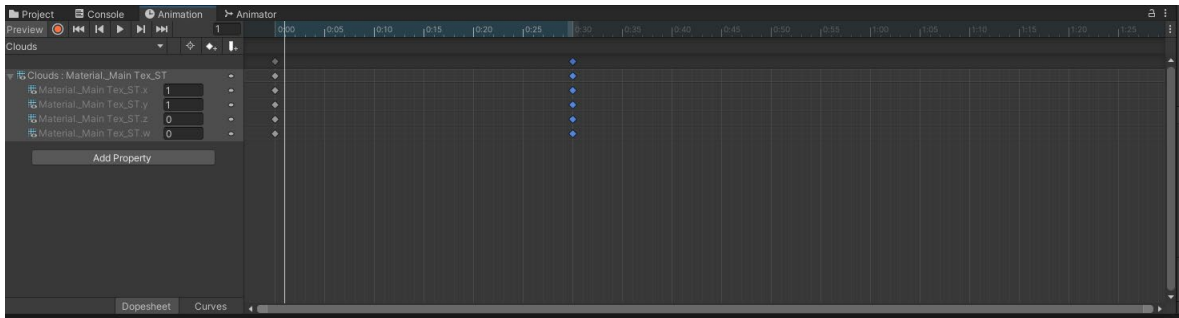 Project Console Animation Animator
Preview 1 0:00 0:05 0:10 0:15 0:20 0:25 0:30 0:35 0:40 0:45 0:50 0:55 1:00 1:05 1:10 1:15 1:20 1:25
Clouds
Clouds : Material._Main Tex_ST
Material._Main Tex_ST.x 1
Material._Main Tex_ST.y 1
Material._Main Tex_ST.z 0
Material._Main Tex_ST.w 0
Add Property
Dopesheet Curves